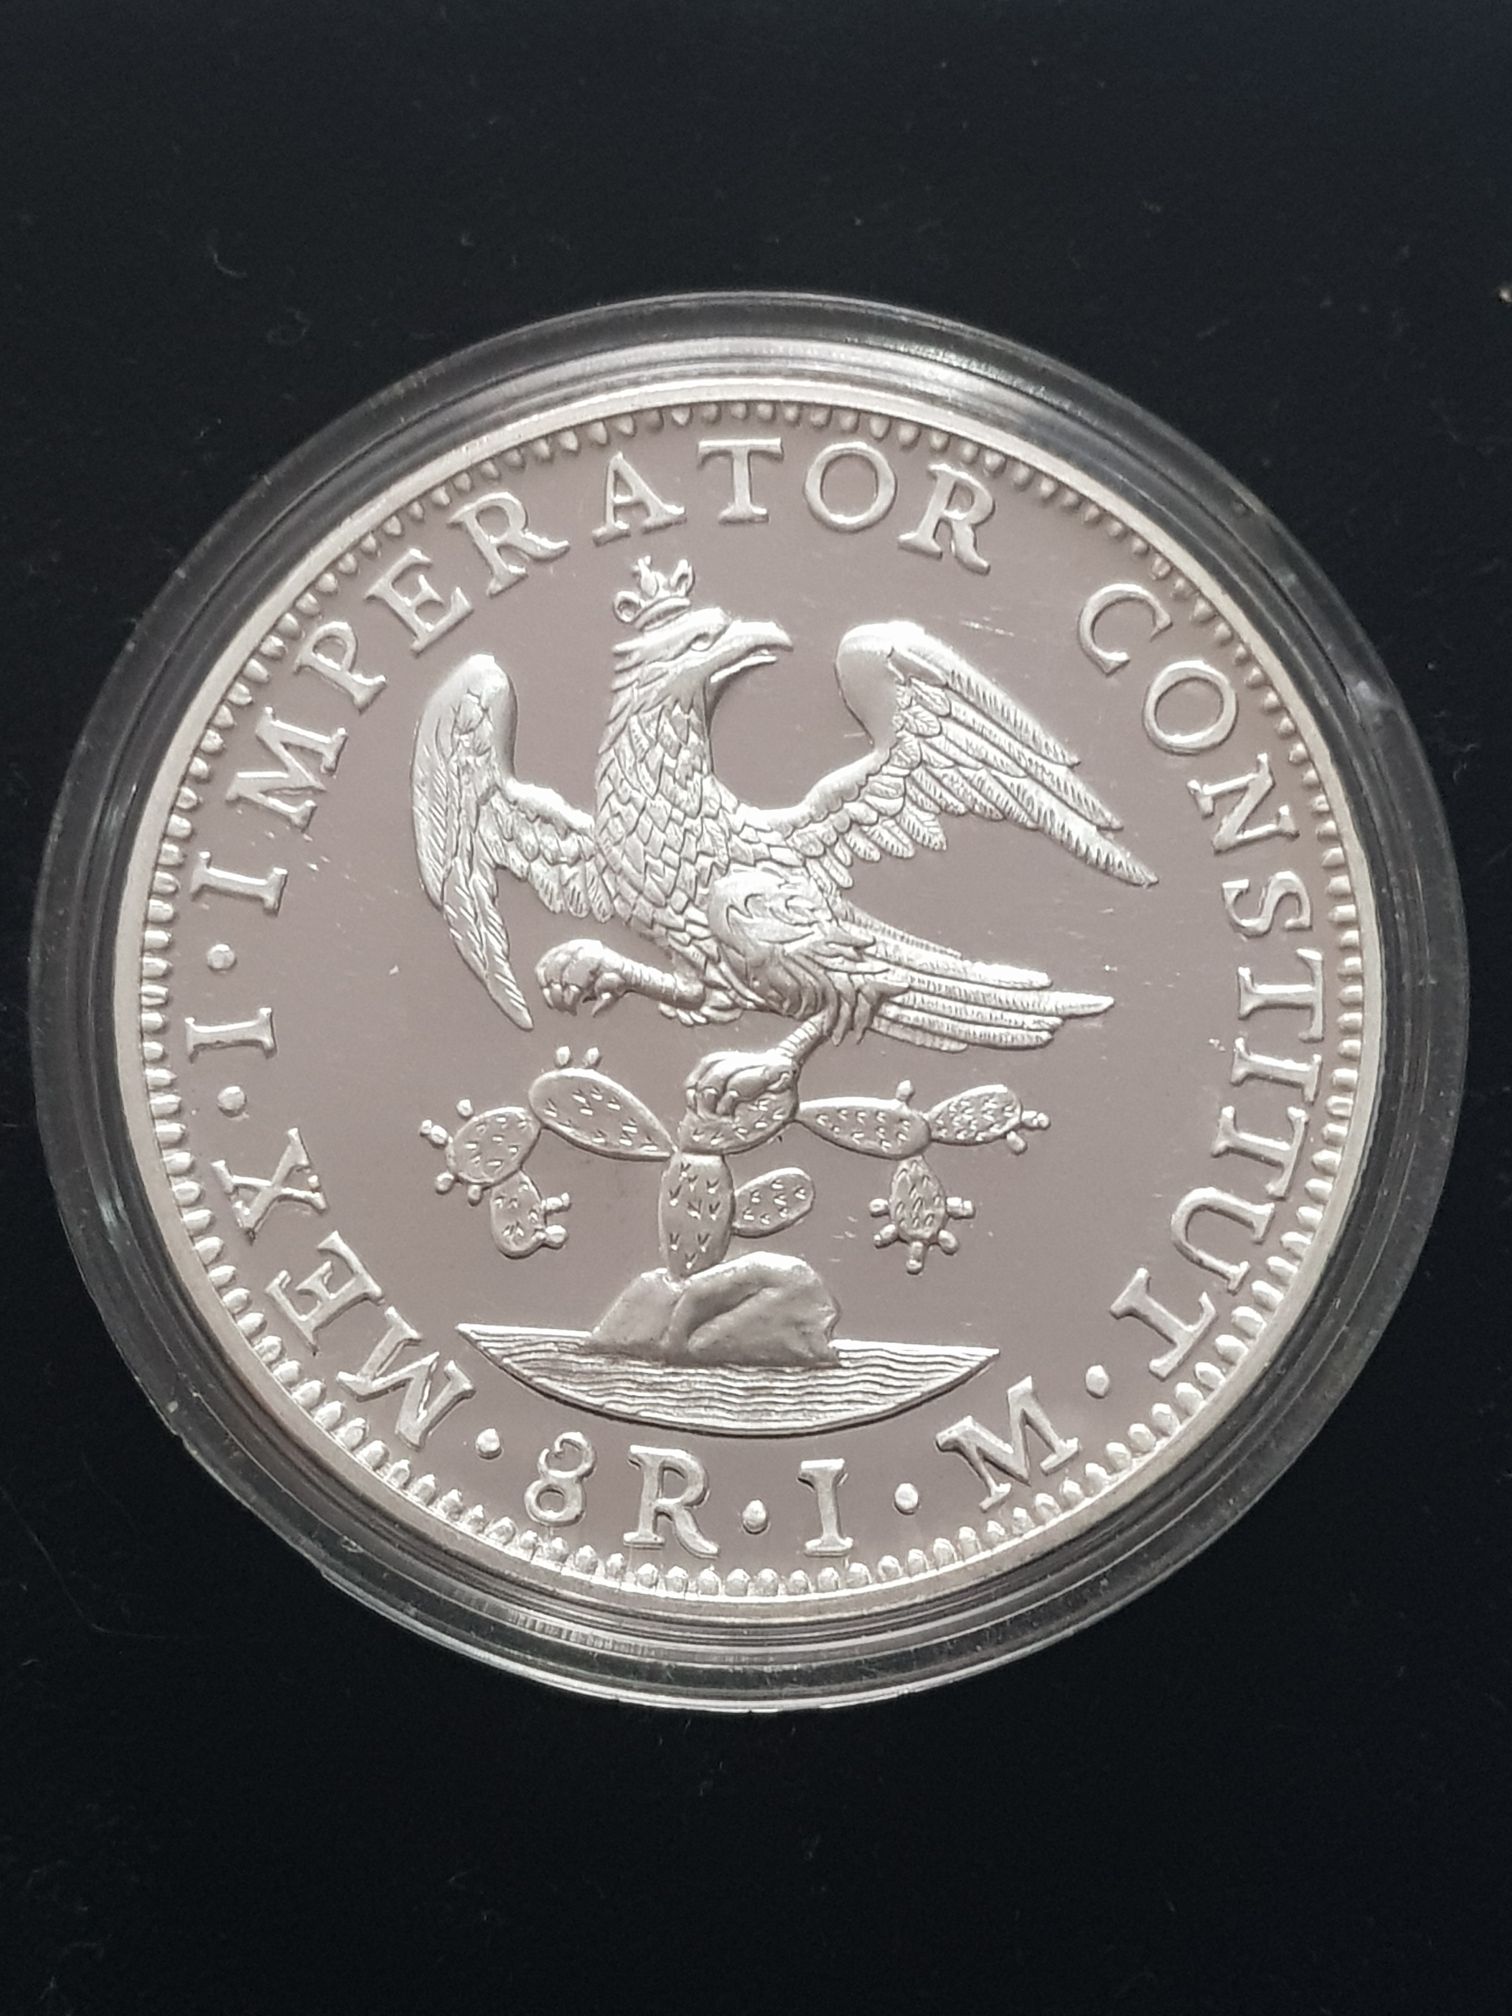 MEX · I · IMPERATOR CONSTITUT · M · I · 8R ·